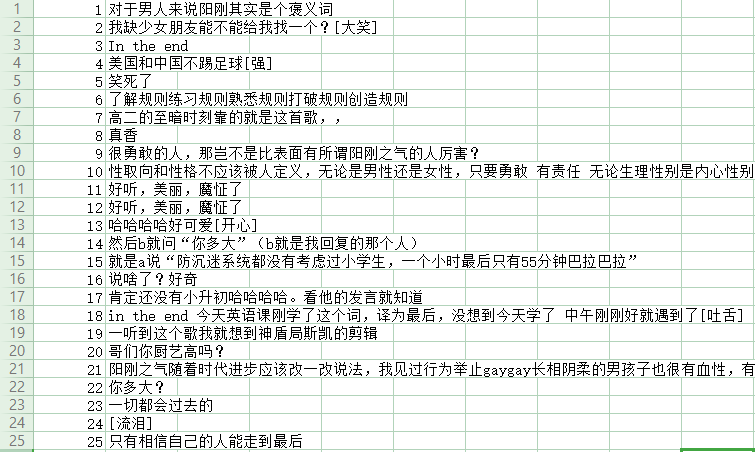 1 1 对于男人来说阳刚其实是个褒义词
2 2 我缺少女朋友能不能给我找一个？[大笑]
3 3 In the end
4 4 美国和中国不踢足球[强]
5 5 笑死了
6 6 了解规则练习规则熟悉规则打破规则创造规则
7 7 高二的至暗时刻靠的就是这首歌，，
8 8 真香
9 9 很勇敢的人，那岂不是比表面有所谓阳刚之气的人厉害？
10 10 性取向和性格不应该被人定义，无论是男性还是女性，只要勇敢 有责任 无论生理性别是内心性别
11 11 好听，美丽，魔怔了
12 12 好听，美丽，魔怔了
13 13 哈哈哈哈好可爱[开心]
14 14 然后b就问“你多大”（b就是我回复的那个人）
15 15 就是a说“防沉迷系统都没有考虑过小学生，一个小时最后只有55分钟巴拉巴拉”
16 16 说啥了？好奇
17 17 肯定还没有小升初哈哈哈哈。看他的发言就知道
18 18 in the end 今天英语课刚学了这个词，译为最后，没想到今天学了 中午刚刚好就遇到了[吐舌]
19 19 一听到这个歌我就想到神盾局斯凯的剪辑
20 20 哥们你厨艺高吗？
21 21 阳刚之气随着时代进步应该改一改说法，我见过行为举止gaygay长相阴柔的男孩子也很有血性，有
22 22 你多大？
23 23 一切都会过去的
24 24 [流泪]
25 25 只有相信自己的人能走到最后